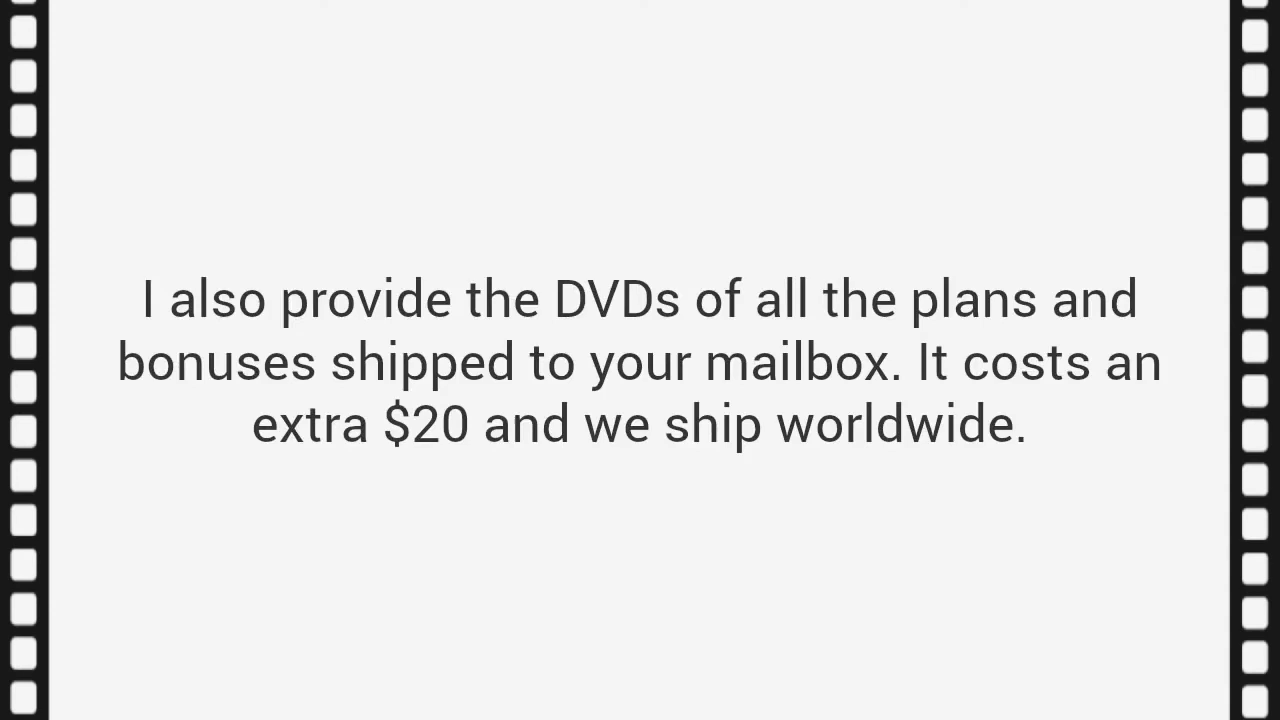 I also provide the DVDs of all the plans and
bonuses shipped to your mailbox. It costs an
extra $20 and we ship worldwide.